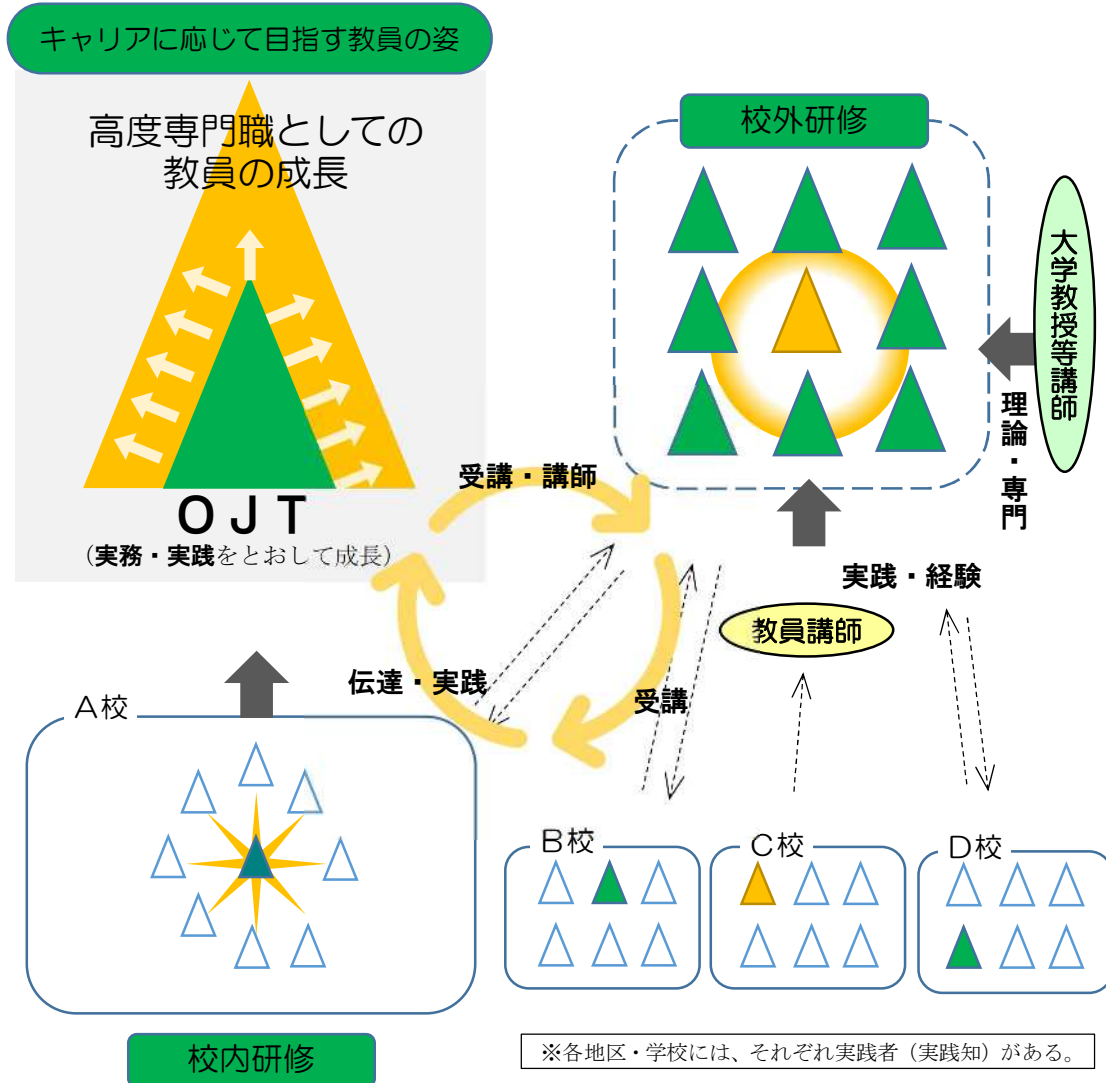 キャリアに応じて目指す教員の姿
高度専門職としての
教員の成長
OJT
（実務・実践をとおして成長）
校外研修
大学教授等講師
理論・専門
受講・講師
実践・経験
教員講師
伝達・実践
受講
A校
B校
C校
D校
校内研修
※各地区・学校には、それぞれ実践者（実践知）がある。